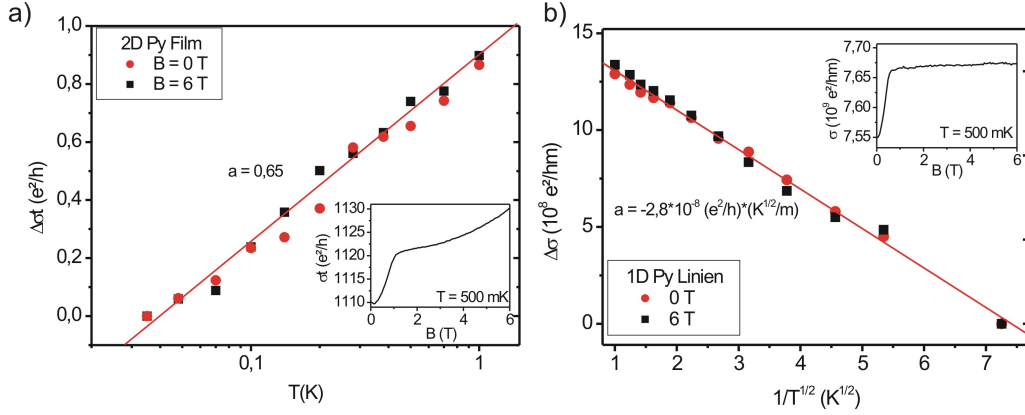 a)
2D Py Film
B = 0 T
B = 6 T
a = 0,65
Δσt (e²/h)
1,0
0,8
0,6
0,4
0,2
0,0
0,1
1
T(K)
σt (e²/h)
1130
1120
1110
0
2
4
6
B (T)
T = 500 mK
b)
Δσ (10⁸ e²/hm)
15
10
5
0
1
2
3
4
5
6
7
1/T^1/2 (K^1/2)
a = -2,8*10⁻⁸ (e²/h)*(K^1/2/m)
1D Py Linien
0 T
6 T
σ (10⁹ e²/hm)
7,70
7,65
7,60
7,55
0
2
4
6
B (T)
T = 500 mK